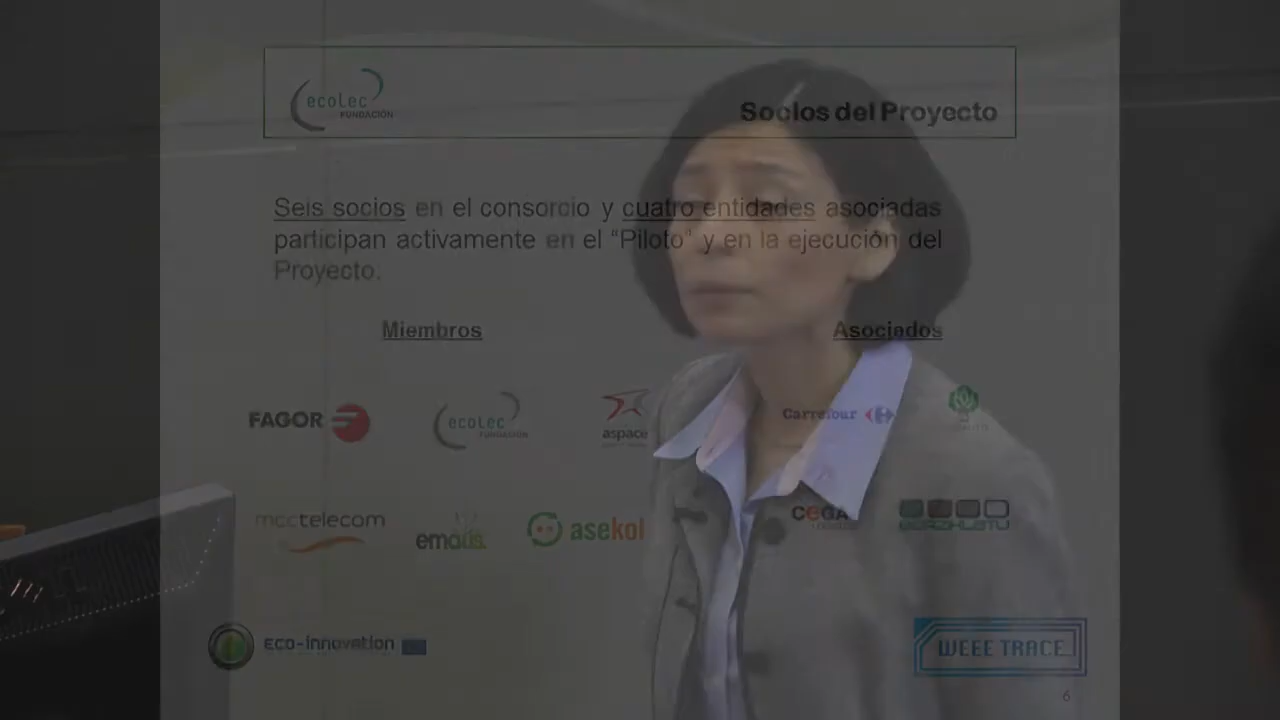 ecolec
FUNDACIÓN
Socios del Proyecto
Seis socios en el consorcio y cuatro entidades asociadas
participan activamente en el “Piloto” y en la ejecución del
Proyecto.
Miembros
Asociados
FAGOR
ecolec
FUNDACIÓN
aspace
Carrefour
mcctelecom
emaus
asekol
CEGA
BERZIKLATU
eco-innovation
WEEE TRACE
6